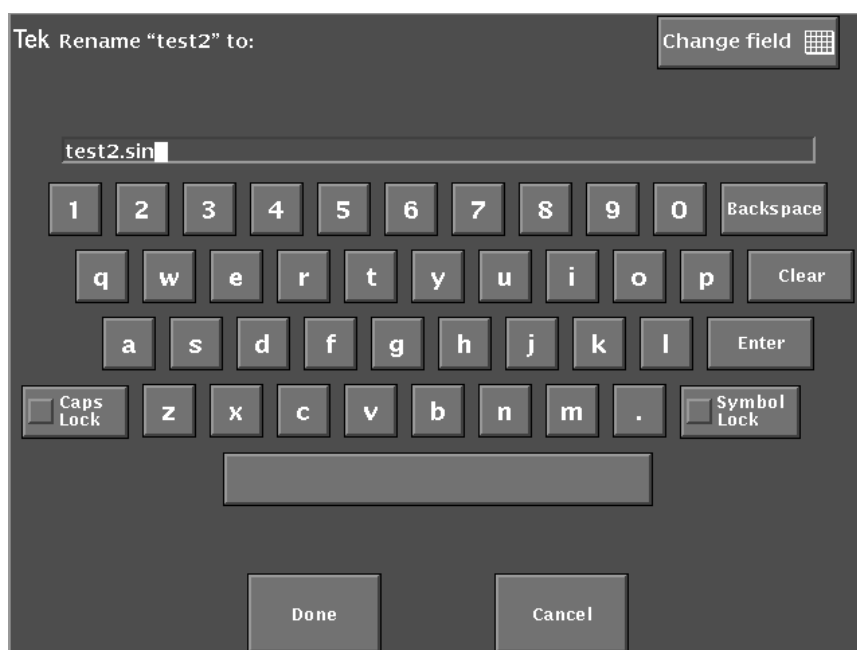 Tek Rename “test2” to:
Change field
test2.sin
1 2 3 4 5 6 7 8 9 0 Backspace
q w e r t y u i o p Clear
a s d f g h j k l Enter
Caps Lock z x c v b n m . Symbol Lock
Done Cancel